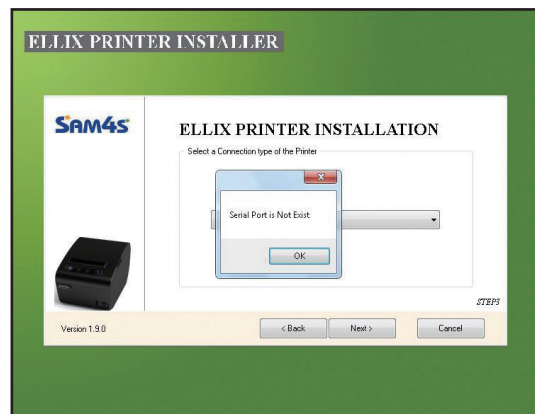 ELLIX PRINTER INSTALLER
SAM4S
ELLIX PRINTER INSTALLATION
Select a Connection type of the Printer
Serial Port is Not Exist
OK
STEP3
Version 1.9.0
< Back
Next >
Cancel